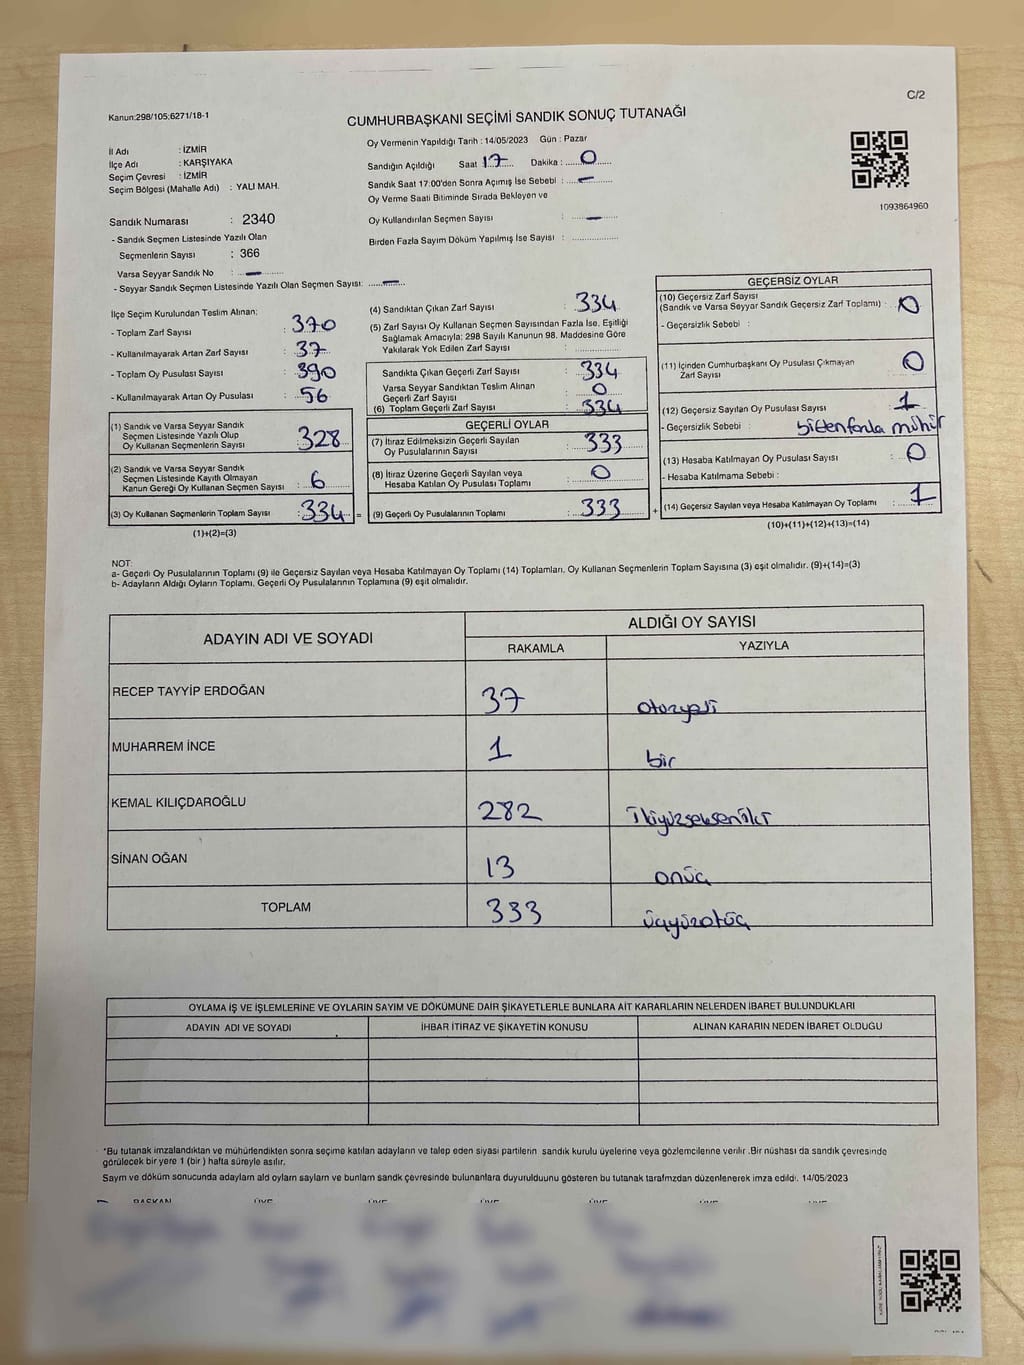 C/2
Kanun:298/105;6271/18-1
CUMHURBAŞKANI SEÇİMİ SANDIK SONUÇ TUTANAĞI
İl Adı : İZMİR
İlçe Adı : KARŞIYAKA
Seçim Çevresi : İZMİR
Seçim Bölgesi (Mahalle Adı) : YALI MAH.
Sandık Numarası : 2340
- Sandık Seçmen Listesinde Yazılı Olan
Seçmenlerin Sayısı : 366
Varsa Seyyar Sandık No : —
- Seyyar Sandık Seçmen Listesinde Yazılı Olan Seçmen Sayısı: —
Oy Vermenin Yapıldığı Tarih : 14/05/2023 Gün : Pazar
Sandığın Açıldığı Saat 17 Dakika : 0
Sandık Saat 17:00'den Sonra Açımış İse Sebebi : —
Oy Verme Saati Bitiminde Sırada Bekleyen ve
Oy Kullandırılan Seçmen Sayısı : —
Birden Fazla Sayım Döküm Yapılmış İse Sayısı :
1093864960
İlçe Seçim Kurulundan Teslim Alınan;
- Toplam Zarf Sayısı : 370
- Kullanılmayarak Artan Zarf Sayısı : 37
- Toplam Oy Pusulası Sayısı : 390
- Kullanılmayarak Artan Oy Pusulası : 56
(1) Sandık ve Varsa Seyyar Sandık
Seçmen Listesinde Yazılı Olup
Oy Kullanan Seçmenlerin Sayısı : 328
(2) Sandık ve Varsa Seyyar Sandık
Seçmen Listesinde Kayıtlı Olmayan
Kanun Gereği Oy Kullanan Seçmen Sayısı : 6
(3) Oy Kullanan Seçmenlerin Toplam Sayısı : 334 =
(1)+(2)=(3)
(4) Sandıktan Çıkan Zarf Sayısı : 334
(5) Zarf Sayısı Oy Kullanan Seçmen Sayısından Fazla İse, Eşitliği
Sağlamak Amacıyla; 298 Sayılı Kanunun 98. Maddesine Göre
Yakılarak Yok Edilen Zarf Sayısı :
Sandıkta Çıkan Geçerli Zarf Sayısı : 334
Varsa Seyyar Sandıktan Teslim Alınan
Geçerli Zarf Sayısı : 0
(6) Toplam Geçerli Zarf Sayısı : 334
GEÇERLİ OYLAR
(7) İtiraz Edilmeksizin Geçerli Sayılan
Oy Pusulalarının Sayısı : 333
(8) İtiraz Üzerine Geçerli Sayılan veya
Hesaba Katılan Oy Pusulası Toplamı : 0
(9) Geçerli Oy Pusulalarının Toplamı : 333 +
GEÇERSİZ OYLAR
(10) Geçersiz Zarf Sayısı
(Sandık ve Varsa Seyyar Sandık Geçersiz Zarf Toplamı) : 0
- Geçersizlik Sebebi :
(11) İçinden Cumhurbaşkanı Oy Pusulası Çıkmayan
Zarf Sayısı : 0
(12) Geçersiz Sayılan Oy Pusulası Sayısı : 1
- Geçersizlik Sebebi : birden fazla mühür
(13) Hesaba Katılmayan Oy Pusulası Sayısı : 0
- Hesaba Katılmama Sebebi :
(14) Geçersiz Sayılan veya Hesaba Katılmayan Oy Toplamı : 1
(10)+(11)+(12)+(13)=(14)
NOT:
a- Geçerli Oy Pusulalarının Toplamı (9) ile Geçersiz Sayılan veya Hesaba Katılmayan Oy Toplamı (14) Toplamları, Oy Kullanan Seçmenlerin Toplam Sayısına (3) eşit olmalıdır. (9)+(14)=(3)
b- Adayların Aldığı Oyların Toplamı, Geçerli Oy Pusulalarının Toplamına (9) eşit olmalıdır.
ADAYIN ADI VE SOYADI
ALDIĞI OY SAYISI
RAKAMLA YAZIYLA
RECEP TAYYİP ERDOĞAN 37 otuzyedi
MUHARREM İNCE 1 bir
KEMAL KILIÇDAROĞLU 282 ikiyüzsekseniki
SİNAN OĞAN 13 onüç
TOPLAM 333 üçyüzotüç
OYLAMA İŞ VE İŞLEMLERİNE VE OYLARIN SAYIM VE DÖKÜMÜNE DAİR ŞİKAYETLERLE BUNLARA AİT KARARLARIN NELERDEN İBARET BULUNDUKLARI
ADAYIN ADI VE SOYADI İHBAR İTİRAZ VE ŞİKAYETİN KONUSU ALINAN KARARIN NEDEN İBARET OLDUĞU
*Bu tutanak imzalandıktan ve mühürlendikten sonra seçime katılan adayların ve talep eden siyasi partilerin sandık kurulu üyelerine veya gözlemcilerine verilir .Bir nüshası da sandık çevresinde
görülecek bir yere 1 (bir) hafta süreyle asılır.
Sayım ve döküm sonucunda adayların ald oyların sayların ve bunların sandk çevresinde bulunanlara duyurulduunu gösteren bu tutanak tarafmzdan düzenlenerek imza edildi. 14/05/2023
BAŞKAN ÜYE ÜYE ÜYE ÜYE ÜYE ÜYE